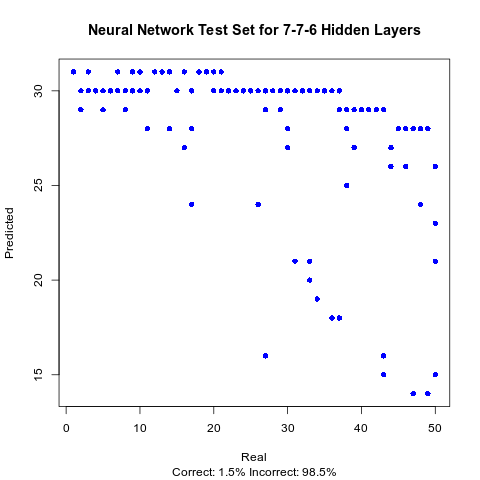 Neural Network Test Set for 7-7-6 Hidden Layers
Predicted
30
25
20
15
0 10 20 30 40 50
Real
Correct: 1.5% Incorrect: 98.5%